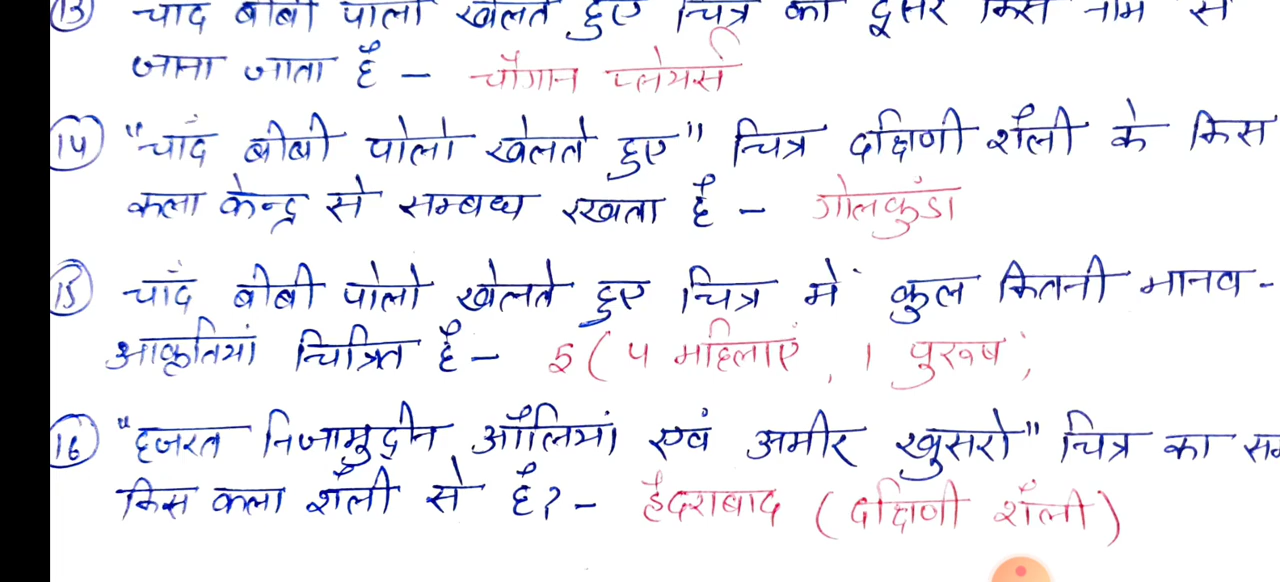 13 चाँद बीबी पोलो खेलते हुए चित्र को दूसरे किस नाम से
जाना जाता है – चौगान प्लेयर्स
14 "चाँद बीबी पोलो खेलते हुए" चित्र दक्षिणी शैली के किस
कला केन्द्र से सम्बन्ध रखता है – गोलकुंडा
15 चाँद बीबी पोलो खेलते हुए चित्र में कुल कितनी मानव -
आकृतियां चित्रित है – 5 (4 महिलाएं, 1 पुरूष;
16 "हजरत निजामुद्दीन औलियां एवं अमीर खुसरो" चित्र का
किस कला शैली से है? – हैदराबाद (दक्षिणी शैली)